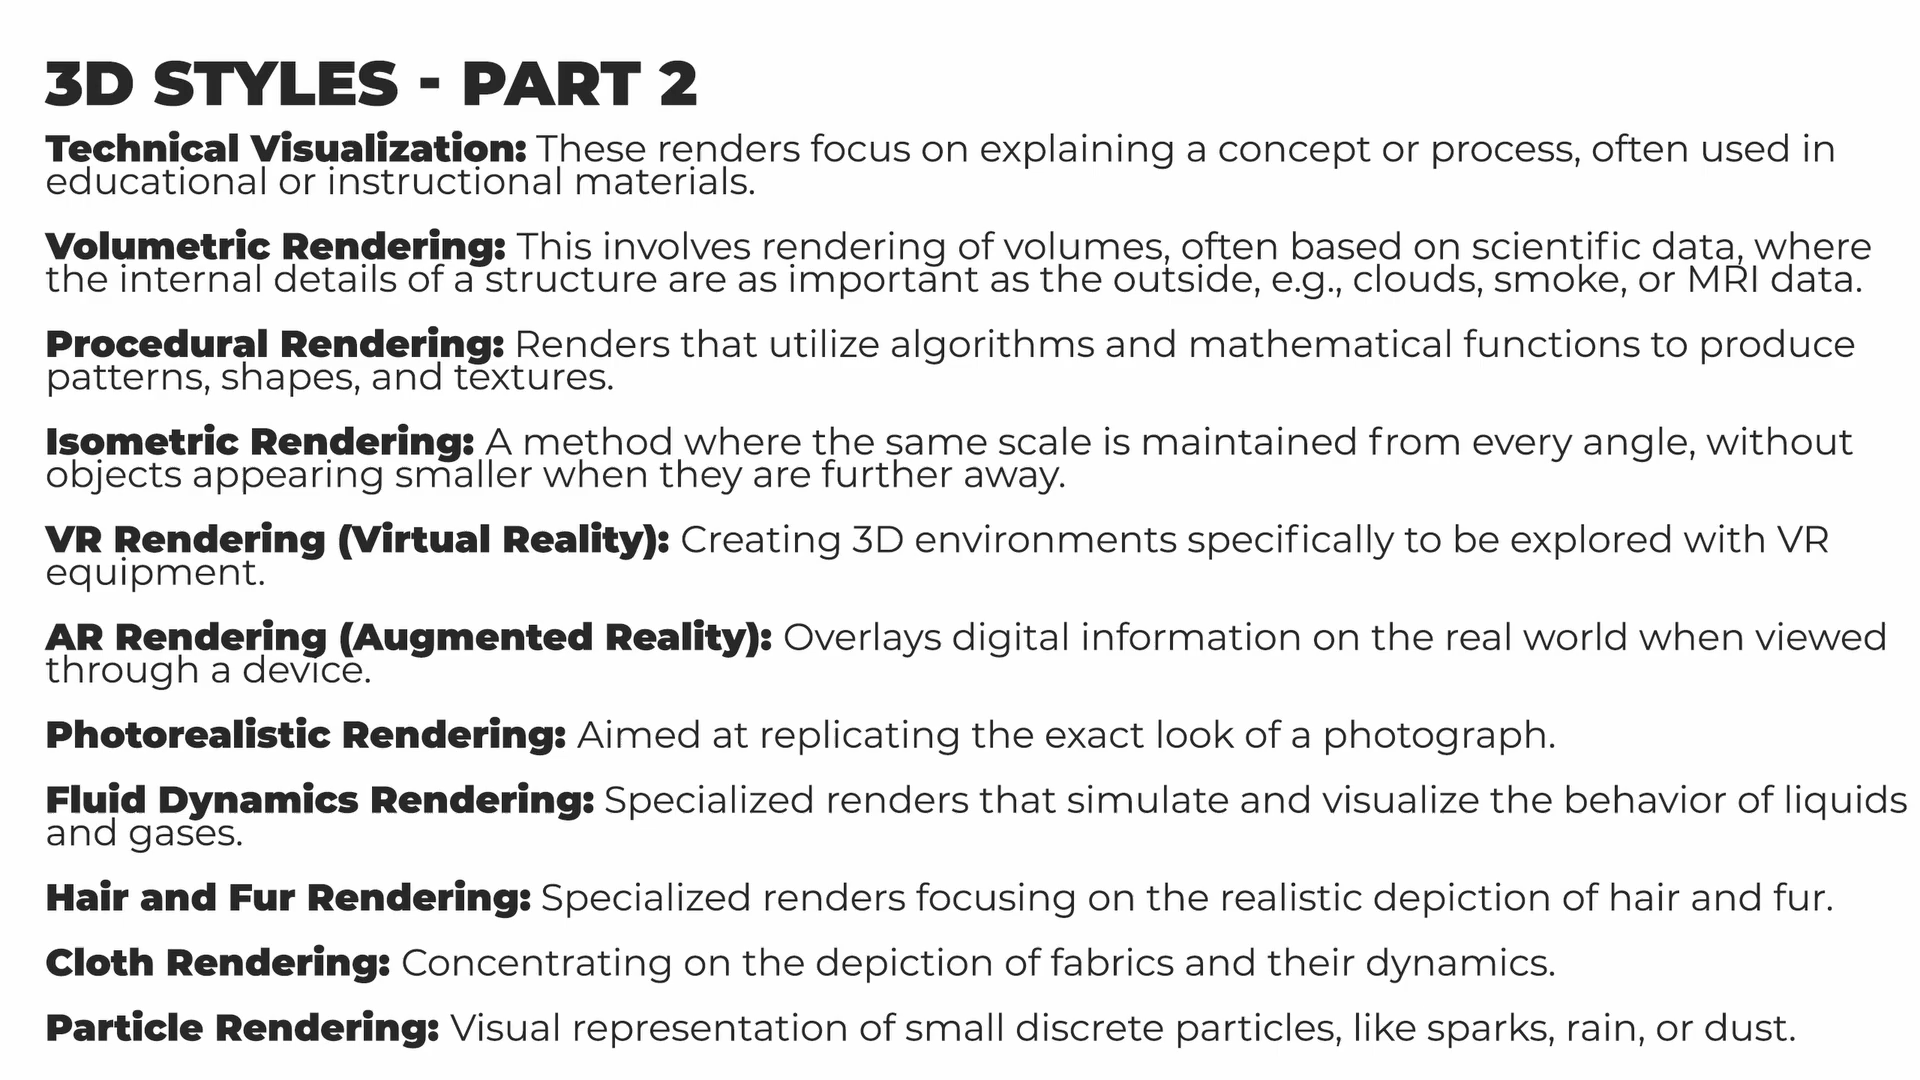 3D STYLES - PART 2
Technical Visualization: These renders focus on explaining a concept or process, often used in
educational or instructional materials.
Volumetric Rendering: This involves rendering of volumes, often based on scientific data, where
the internal details of a structure are as important as the outside, e.g., clouds, smoke, or MRI data.
Procedural Rendering: Renders that utilize algorithms and mathematical functions to produce
patterns, shapes, and textures.
Isometric Rendering: A method where the same scale is maintained from every angle, without
objects appearing smaller when they are further away.
VR Rendering (Virtual Reality): Creating 3D environments specifically to be explored with VR
equipment.
AR Rendering (Augmented Reality): Overlays digital information on the real world when viewed
through a device.
Photorealistic Rendering: Aimed at replicating the exact look of a photograph.
Fluid Dynamics Rendering: Specialized renders that simulate and visualize the behavior of liquids
and gases.
Hair and Fur Rendering: Specialized renders focusing on the realistic depiction of hair and fur.
Cloth Rendering: Concentrating on the depiction of fabrics and their dynamics.
Particle Rendering: Visual representation of small discrete particles, like sparks, rain, or dust.